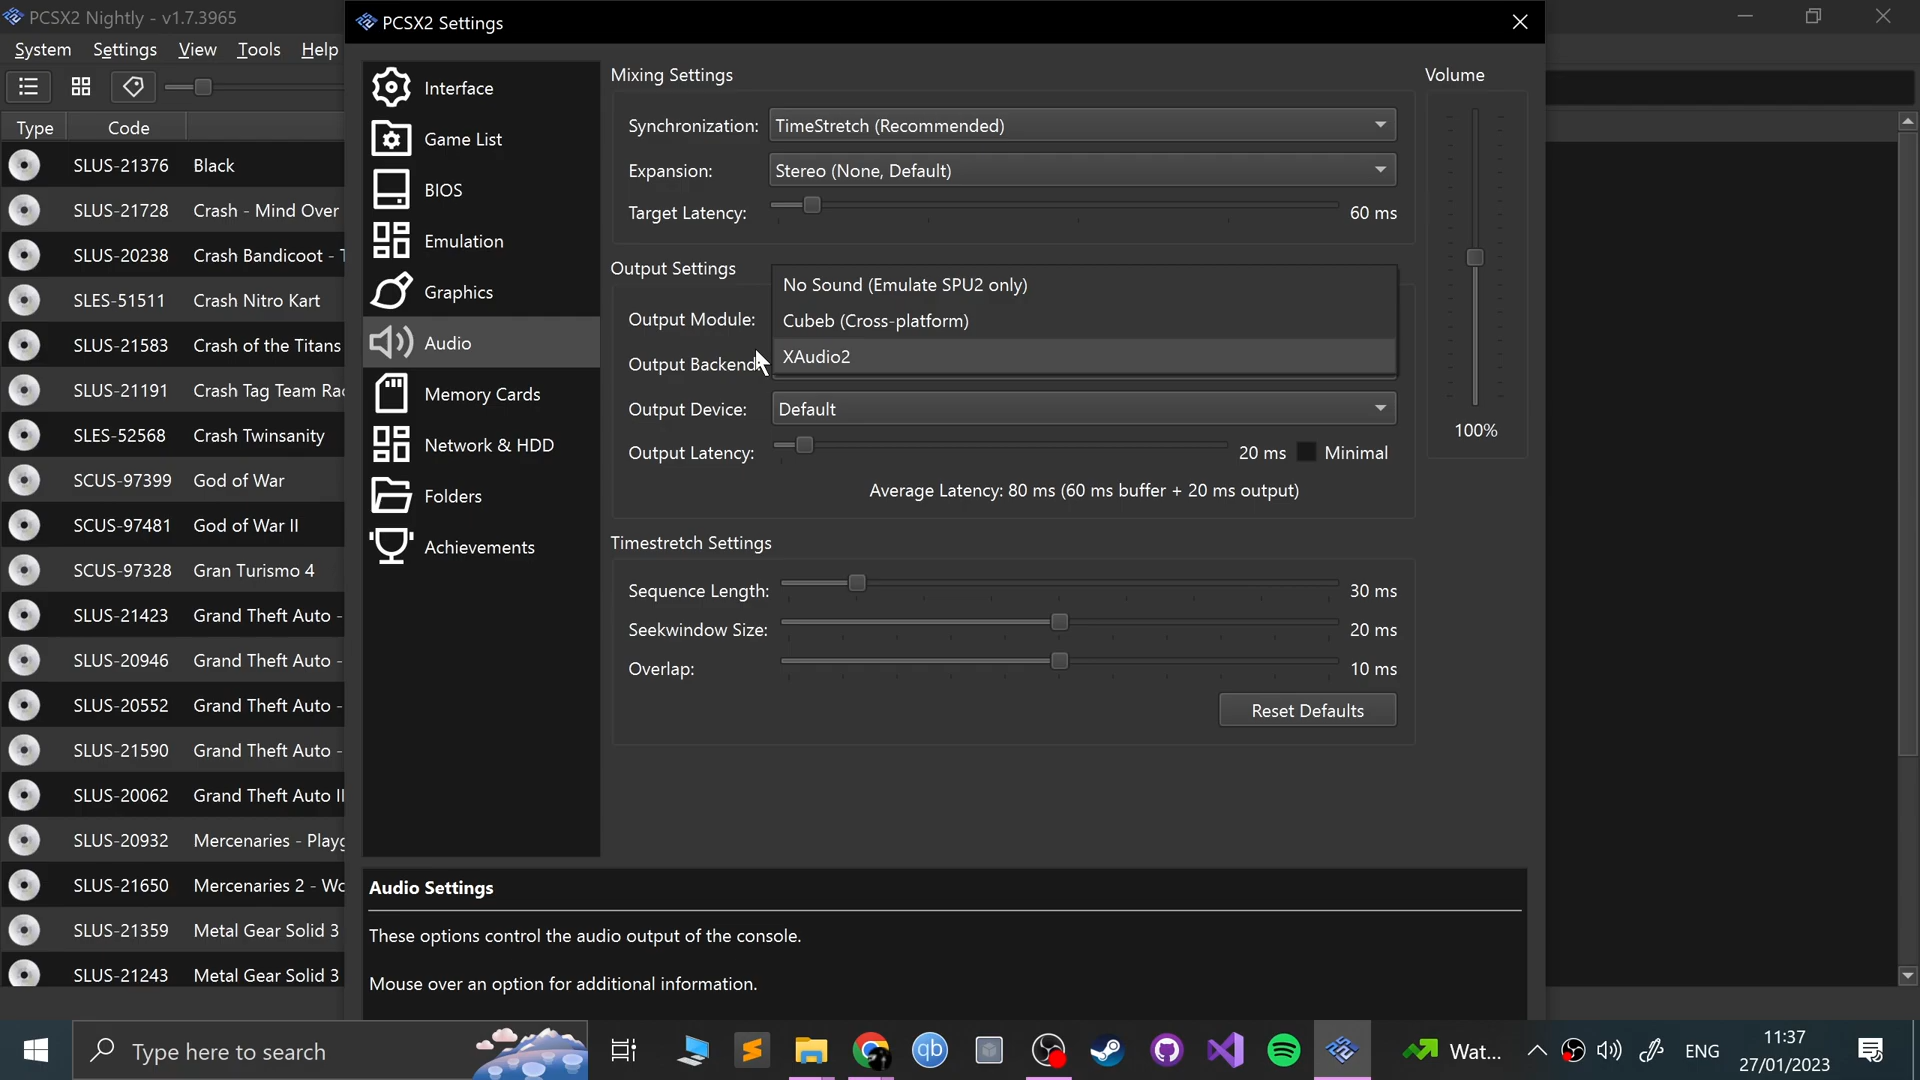 PCSX2 Nightly - v1.7.3965
System Settings View Tools Help
Type Code
SLUS-21376 Black
SLUS-21728 Crash - Mind Over
SLUS-20238 Crash Bandicoot -
SLES-51511 Crash Nitro Kart
SLUS-21583 Crash of the Titans
SLUS-21191 Crash Tag Team
SLES-52568 Crash Twinsanity
SCUS-97399 God of War
SCUS-97481 God of War II
SCUS-97328 Gran Turismo 4
SLUS-21423 Grand Theft Auto -
SLUS-20946 Grand Theft Auto -
SLUS-20552 Grand Theft Auto -
SLUS-21590 Grand Theft Auto -
SLUS-20062 Grand Theft Auto II
SLUS-20932 Mercenaries - Playg
SLUS-21650 Mercenaries 2 - Wo
SLUS-21359 Metal Gear Solid 3
SLUS-21243 Metal Gear Solid 3
PCSX2 Settings
Interface
Game List
BIOS
Emulation
Graphics
Audio
Memory Cards
Network & HDD
Folders
Achievements
Mixing Settings
Synchronization: TimeStretch (Recommended)
Expansion: Stereo (None, Default)
Target Latency: 60 ms
Output Settings
No Sound (Emulate SPU2 only)
Output Module: Cubeb (Cross-platform)
Output Backend XAudio2
Output Device: Default
Output Latency: 20 ms Minimal
Average Latency: 80 ms (60 ms buffer + 20 ms output)
Timestretch Settings
Sequence Length: 30 ms
Seekwindow Size: 20 ms
Overlap: 10 ms
Reset Defaults
Volume
100%
Audio Settings
These options control the audio output of the console.
Mouse over an option for additional information.
Type here to search
qb
Wat...
ENG
11:37
27/01/2023